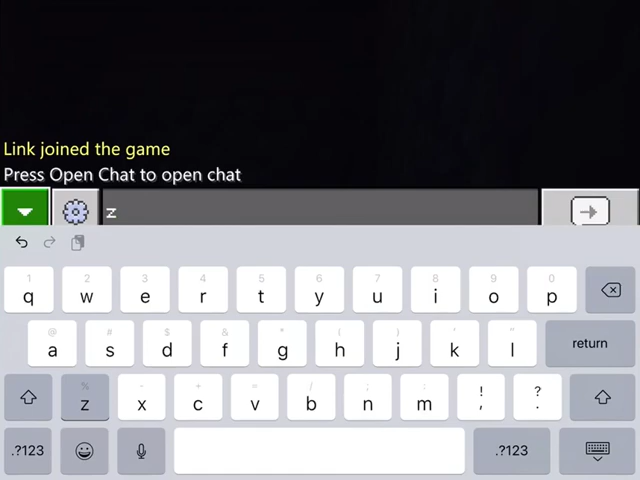 Link joined the game
Press Open Chat to open chat
z
1 2 3 4 5 6 7 8 9 0
q w e r t y u i o p
@ # $ & * ( ) ' "
a s d f g h j k l return
% - + = / ; : ! ?
z x c v b n m , .
.?123 .?123